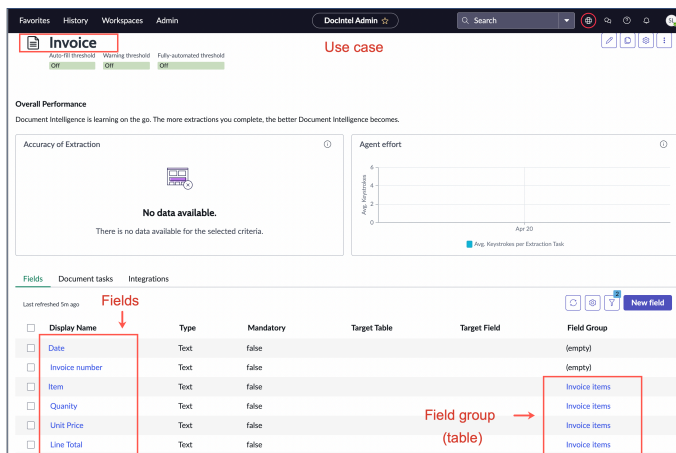 Favorites History Workspaces Admin DocIntel Admin ☆ Search
Invoice Use case
Auto-fill threshold Warning threshold Fully-automated threshold
Off Off Off
Overall Performance
Document Intelligence is learning on the go. The more extractions you complete, the better Document Intelligence becomes.
Accuracy of Extraction
No data available.
There is no data available for the selected criteria.
Agent effort
Avg. Keystrokes
6
4
2
0
Apr 20
Avg. Keystrokes per Extraction Task
Fields Document tasks Integrations
Last refreshed 5m ago Fields 2 New field
Display Name Type Mandatory Target Table Target Field Field Group
Date Text false (empty)
Invoice number Text false (empty)
Item Text false Invoice items
Quanity Text false Invoice items
Unit Price Text false Invoice items
Line Total Text false Invoice items
Field group
(table)